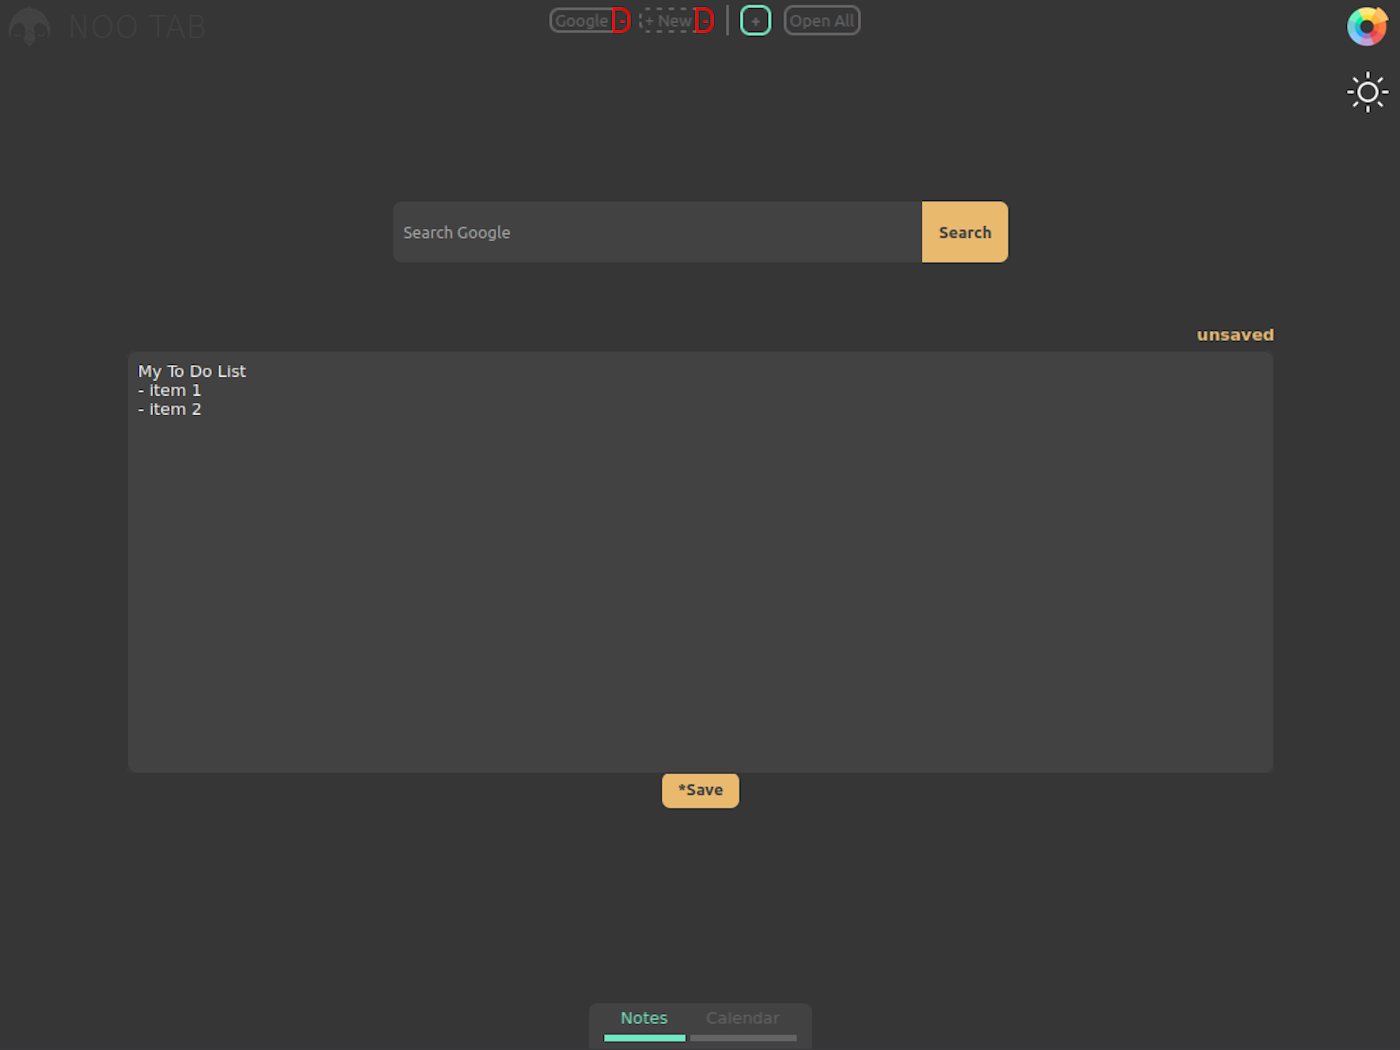 NOO TAB
Google - + New - + Open All
Search Google Search
unsaved
My To Do List
- item 1
- item 2
*Save
Notes Calendar